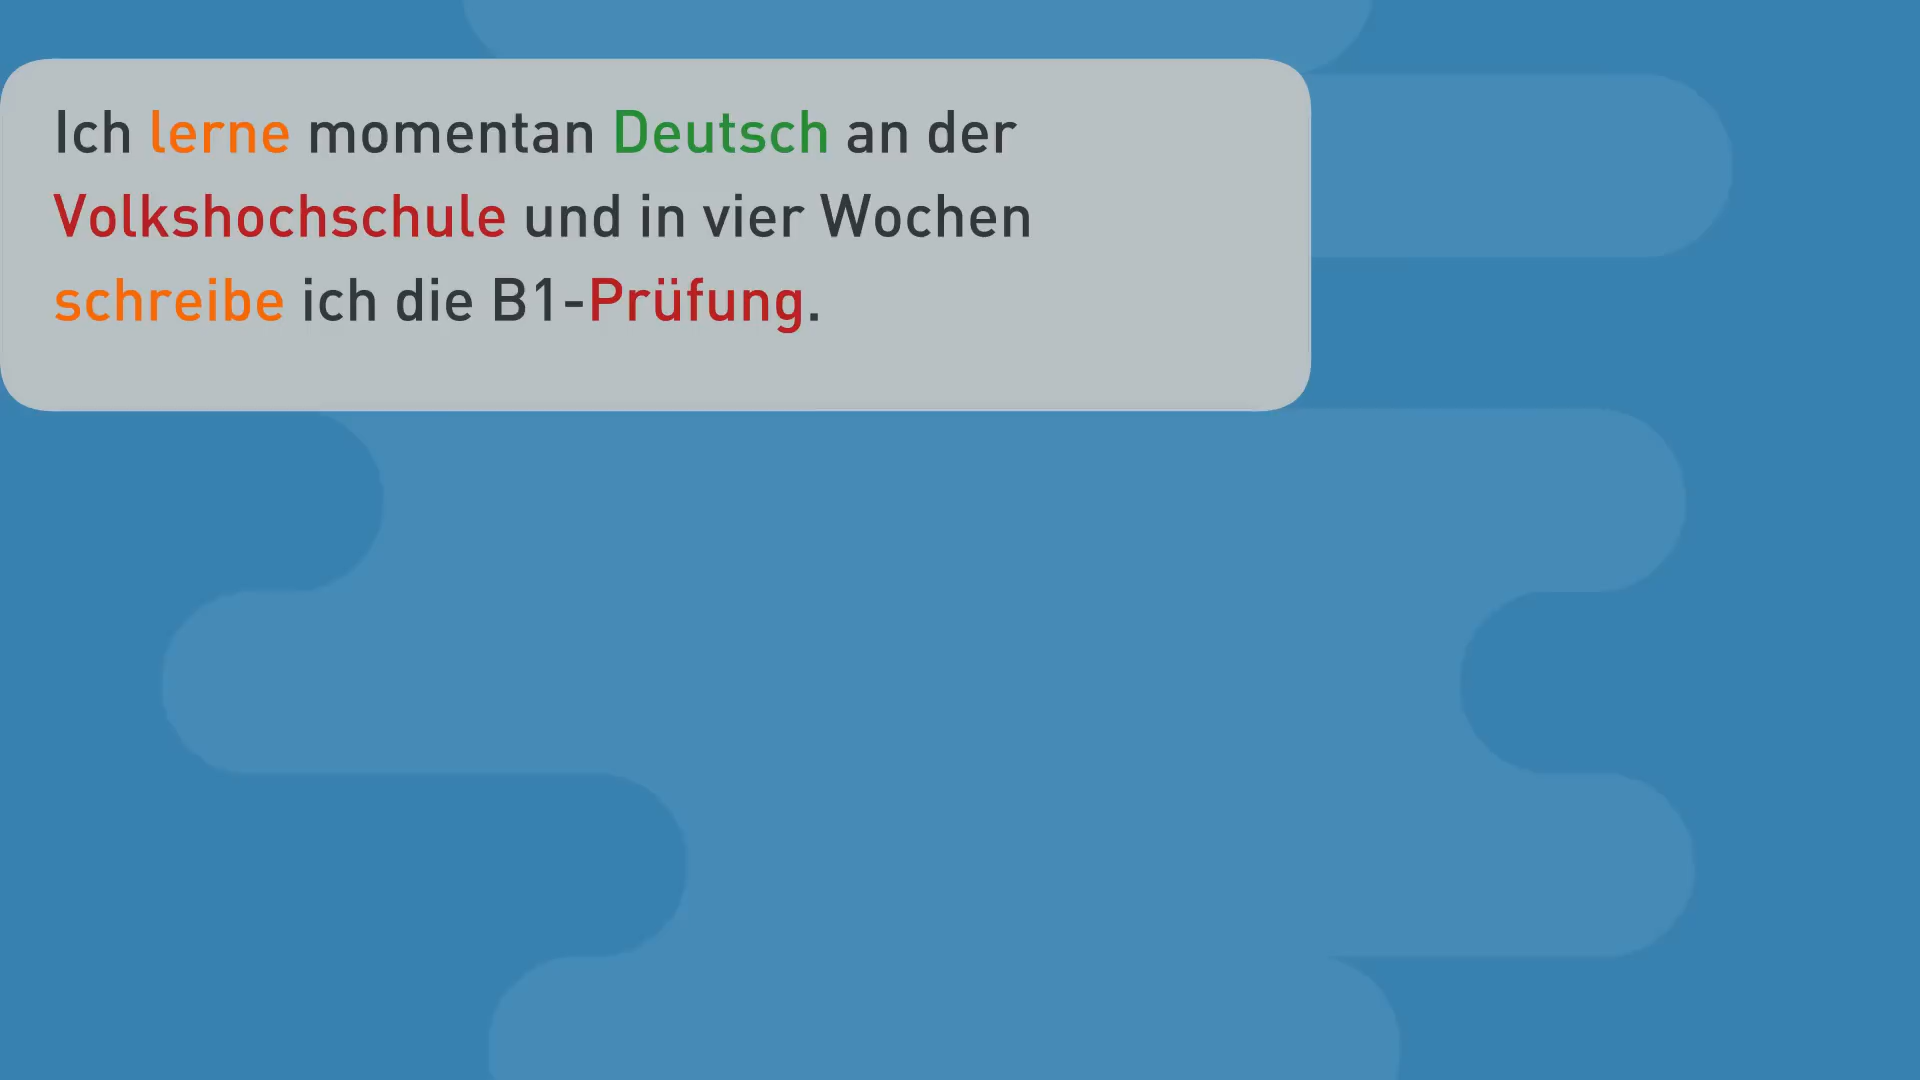 Ich lerne momentan Deutsch an der
Volkshochschule und in vier Wochen
schreibe ich die B1-Prüfung.